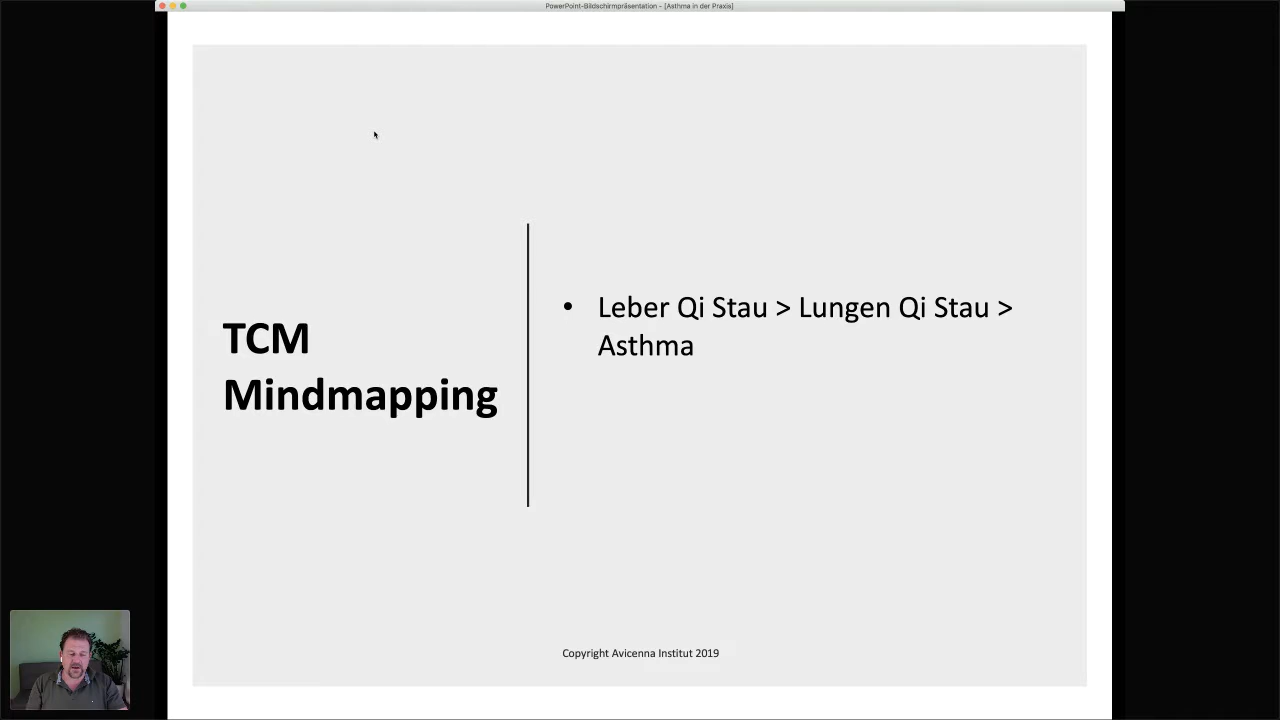 PowerPoint-Bildschirmpräsentation - [Asthma in der Praxis]
TCM
Mindmapping
• Leber Qi Stau > Lungen Qi Stau >
Asthma
Copyright Avicenna Institut 2019